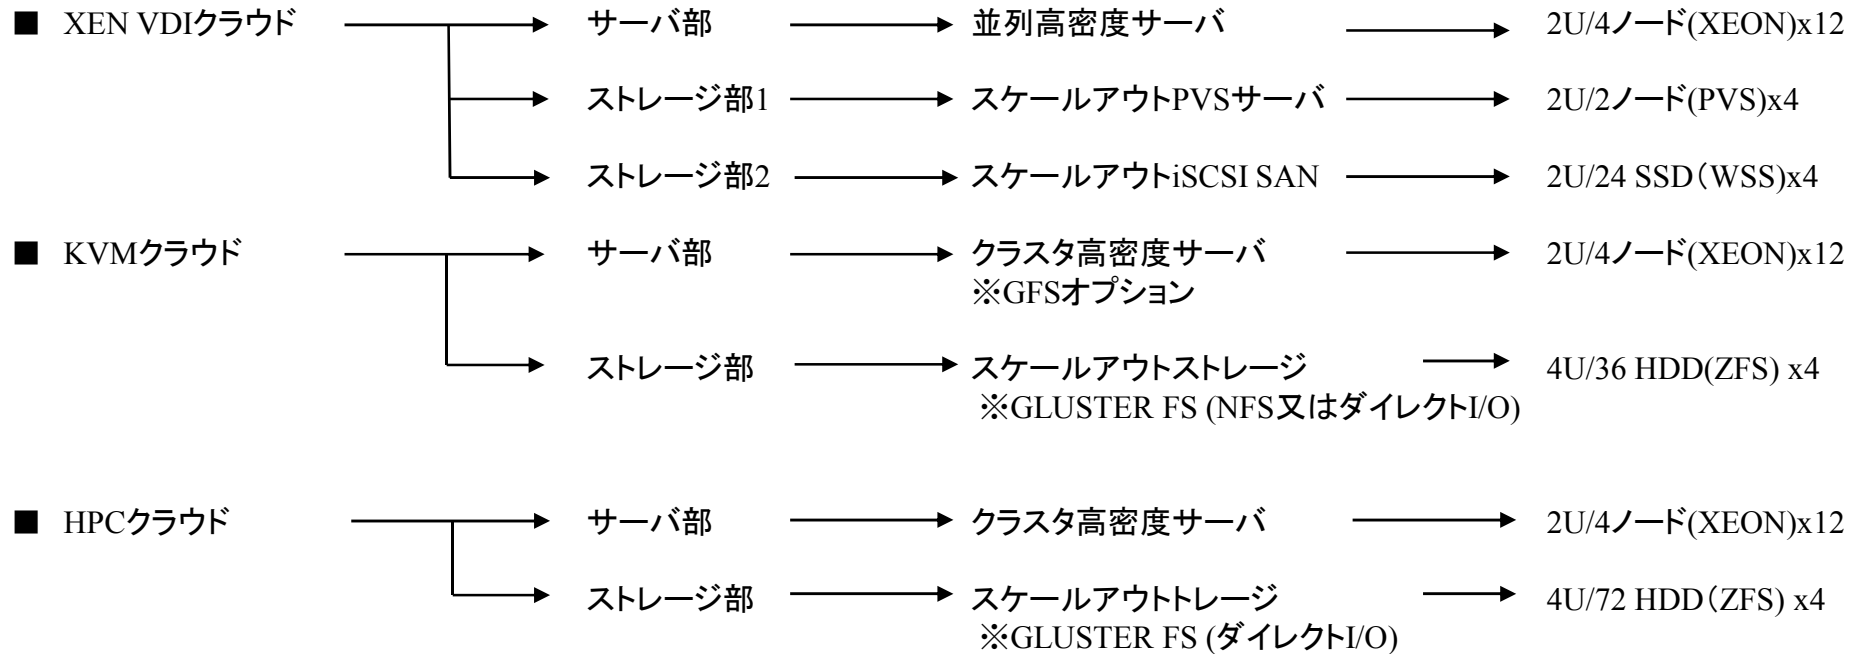 ■ XEN VDIクラウド サーバ部 並列高密度サーバ 2U/4ノード(XEON)x12
ストレージ部1 スケールアウトPVSサーバ 2U/2ノード(PVS)x4
ストレージ部2 スケールアウトiSCSI SAN 2U/24 SSD（WSS)x4
■ KVMクラウド サーバ部 クラスタ高密度サーバ 2U/4ノード(XEON)x12
※GFSオプション
ストレージ部 スケールアウトストレージ 4U/36 HDD(ZFS) x4
※GLUSTER FS (NFS又はダイレクトI/O)
■ HPCクラウド サーバ部 クラスタ高密度サーバ 2U/4ノード(XEON)x12
ストレージ部 スケールアウトトレージ 4U/72 HDD（ZFS) x4
※GLUSTER FS (ダイレクトI/O)